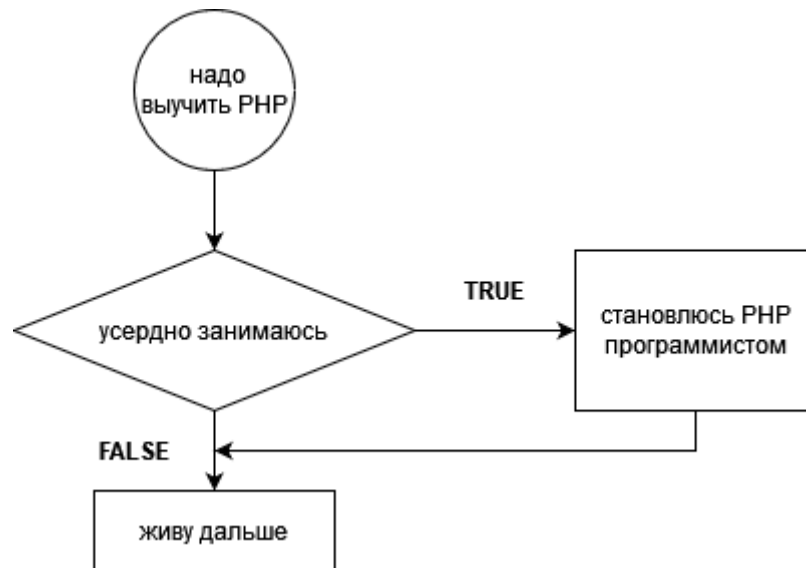 надо
выучить PHP
усердно занимаюсь
TRUE
становлюсь PHP
программистом
FALSE
живу дальше